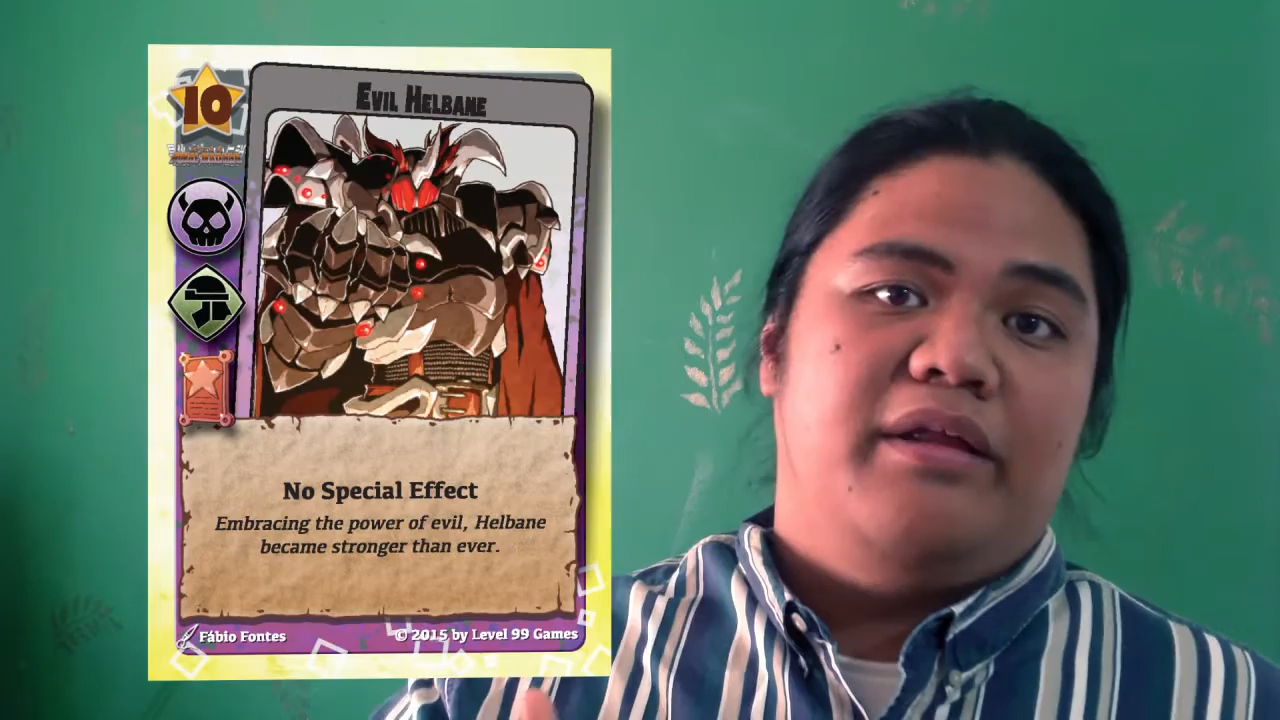 10
Evil Helbane
No Special Effect
Embracing the power of evil, Helbane
became stronger than ever.
Fábio Fontes
© 2015 by Level 99 Games